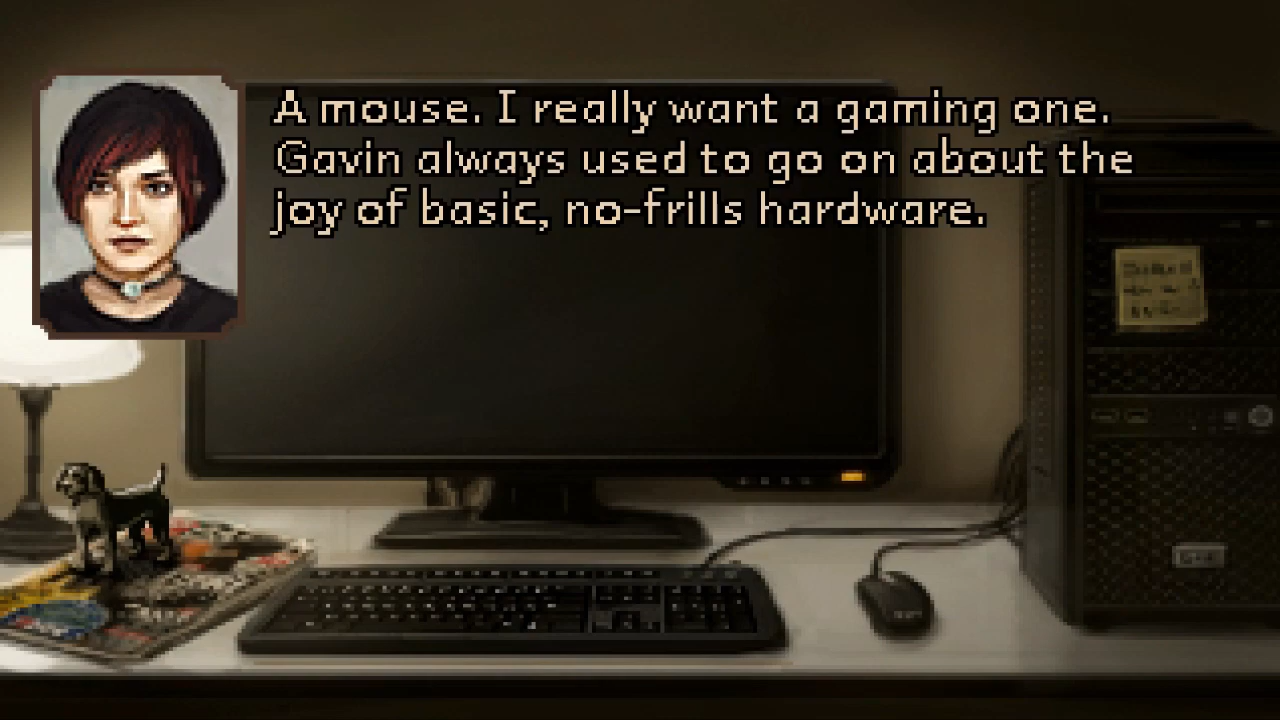 A mouse. I really want a gaming one.
Gavin always used to go on about the
joy of basic, no-frills hardware.